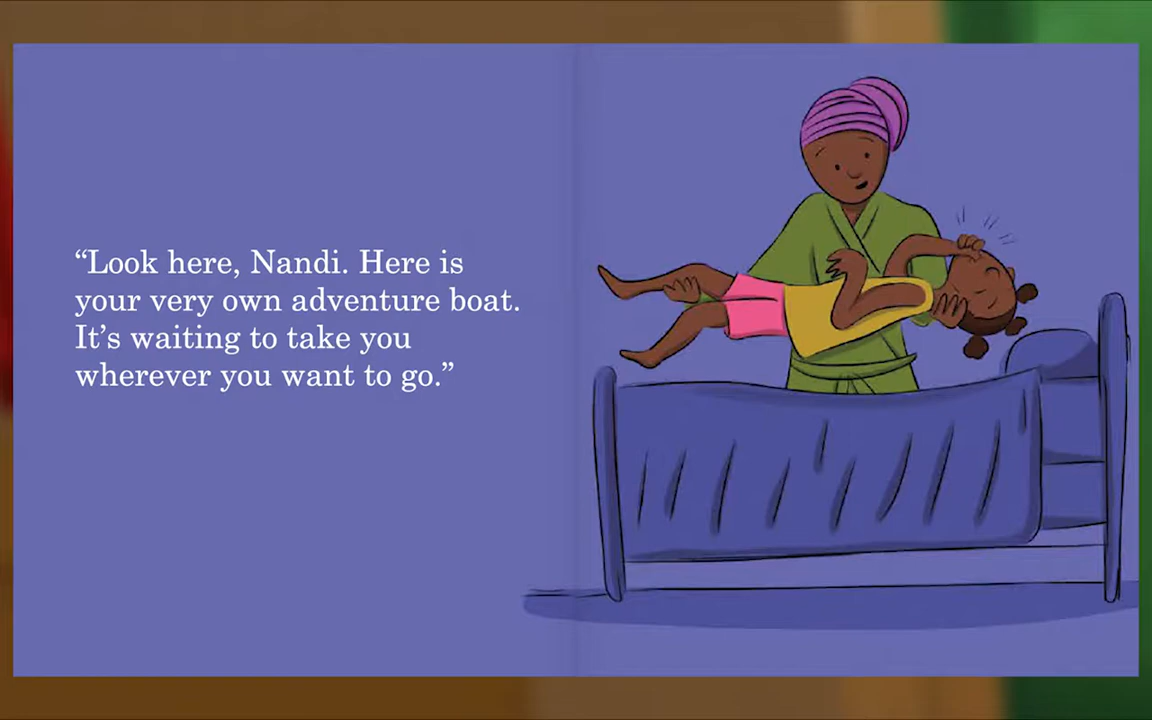 “Look here, Nandi. Here is
your very own adventure boat.
It’s waiting to take you
wherever you want to go.”